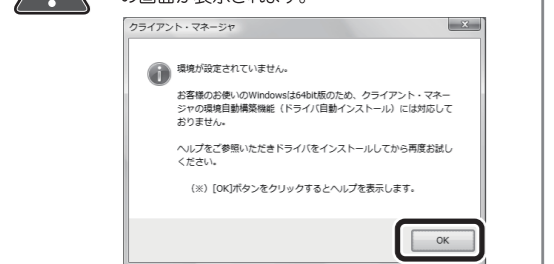 の画面が表示されます。
クライアント・マネージャ
環境が設定されていません。
お客様のお使いのWindowsは64bit版のため、クライアント・マネー
ジャの環境自動構築機能（ドライバ自動インストール）には対応して
おりません。
ヘルプをご参照いただきドライバをインストールしてから再度お試し
ください。
（※）[OK]ボタンをクリックするとヘルプを表示します。
OK